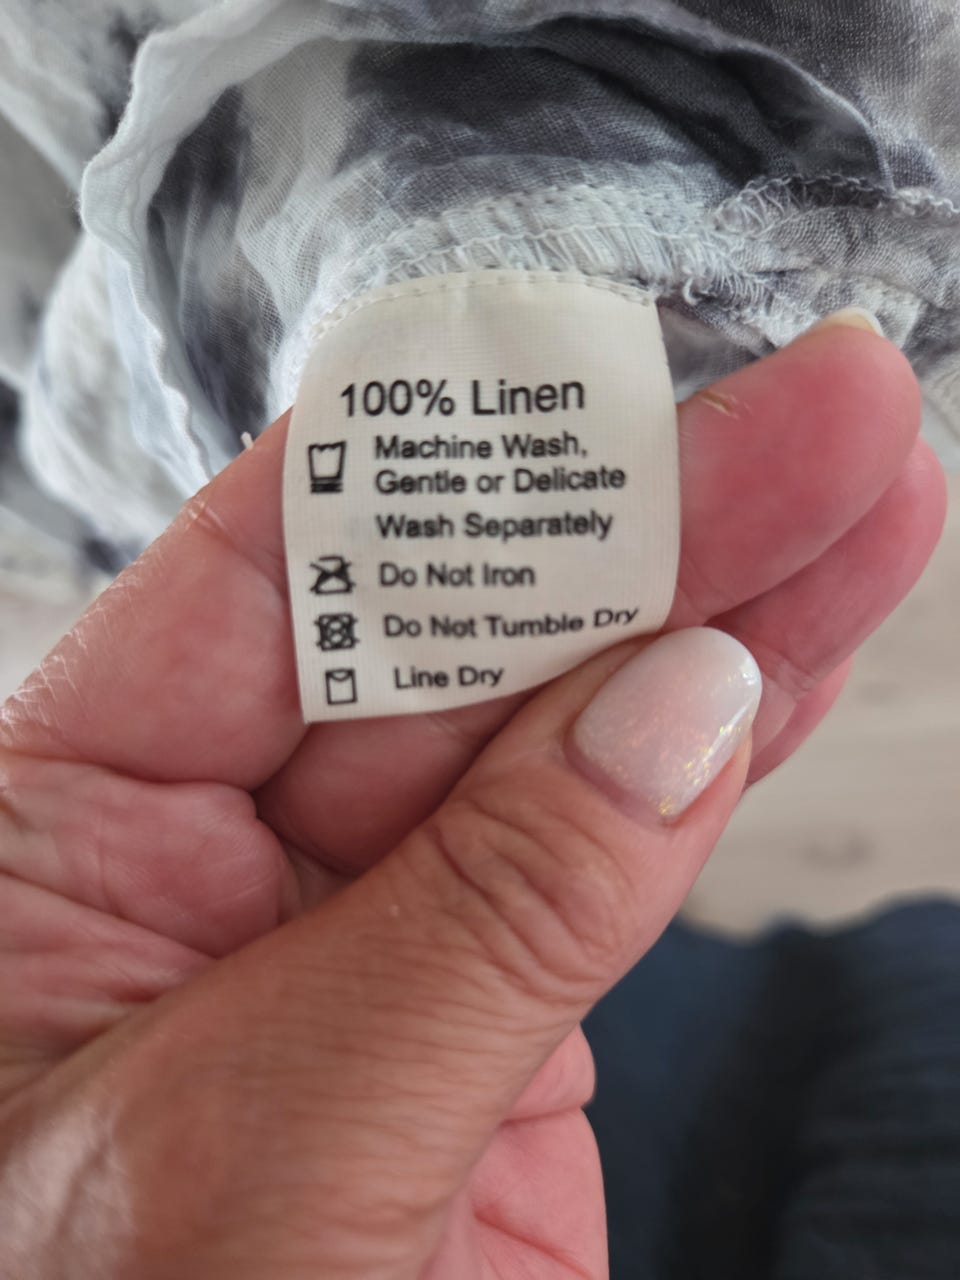 100% Linen
Machine Wash,
Gentle or Delicate
Wash Separately
Do Not Iron
Do Not Tumble Dry
Line Dry